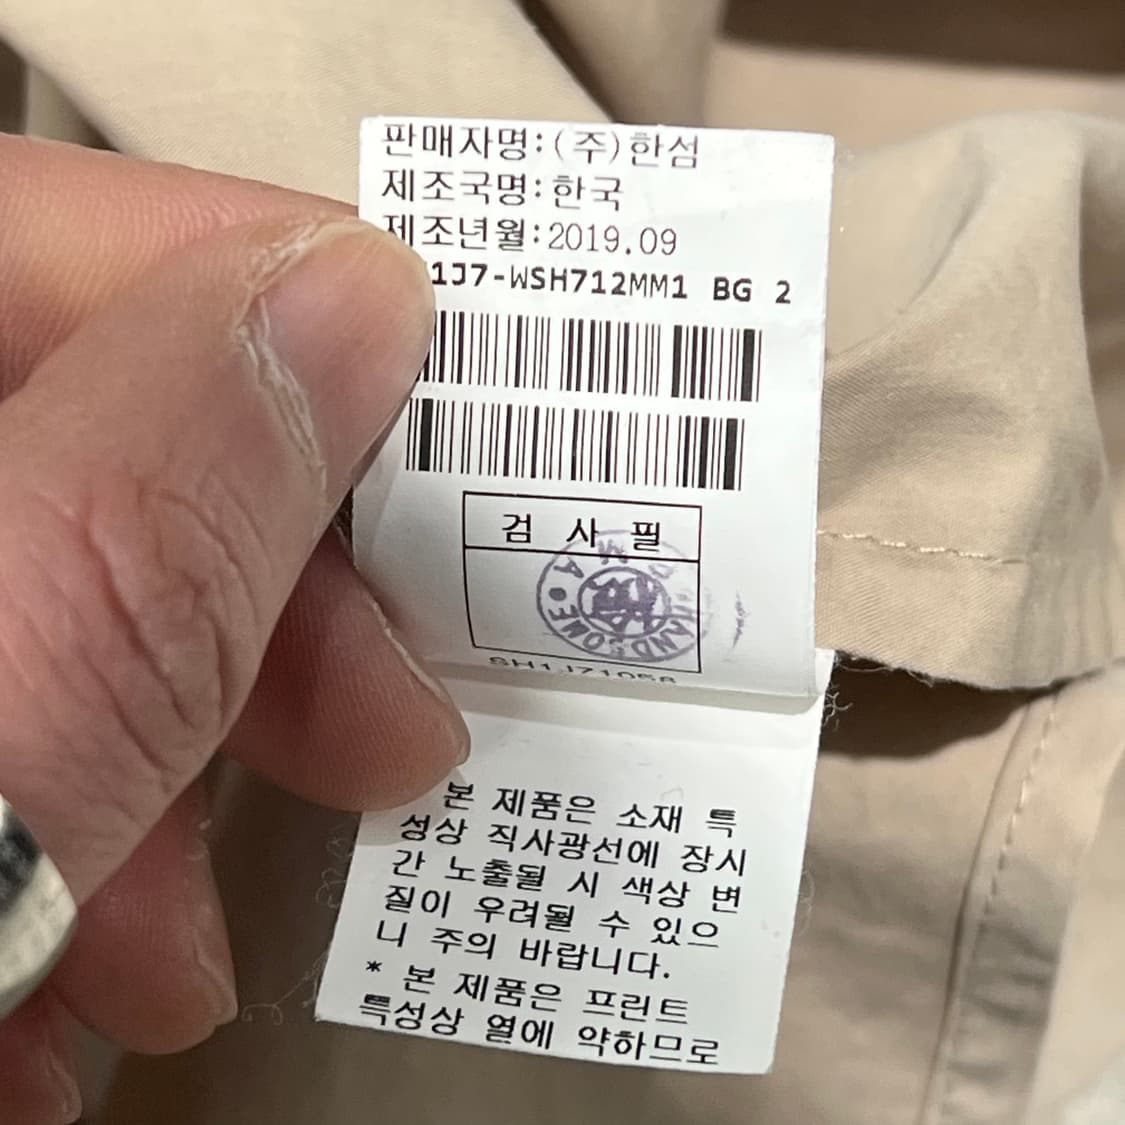 판매자명:(주)한섬
제조국명:한국
제조년월:2019.09
1J7-WSH712MM1 BG 2
검 사 필
HANDSOME
SH1J71058
본 제품은 소재 특
성상 직사광선에 장시
간 노출될 시 색상 변
질이 우려될 수 있으
니 주의 바랍니다.
* 본 제품은 프린트
특성상 열에 약하므로